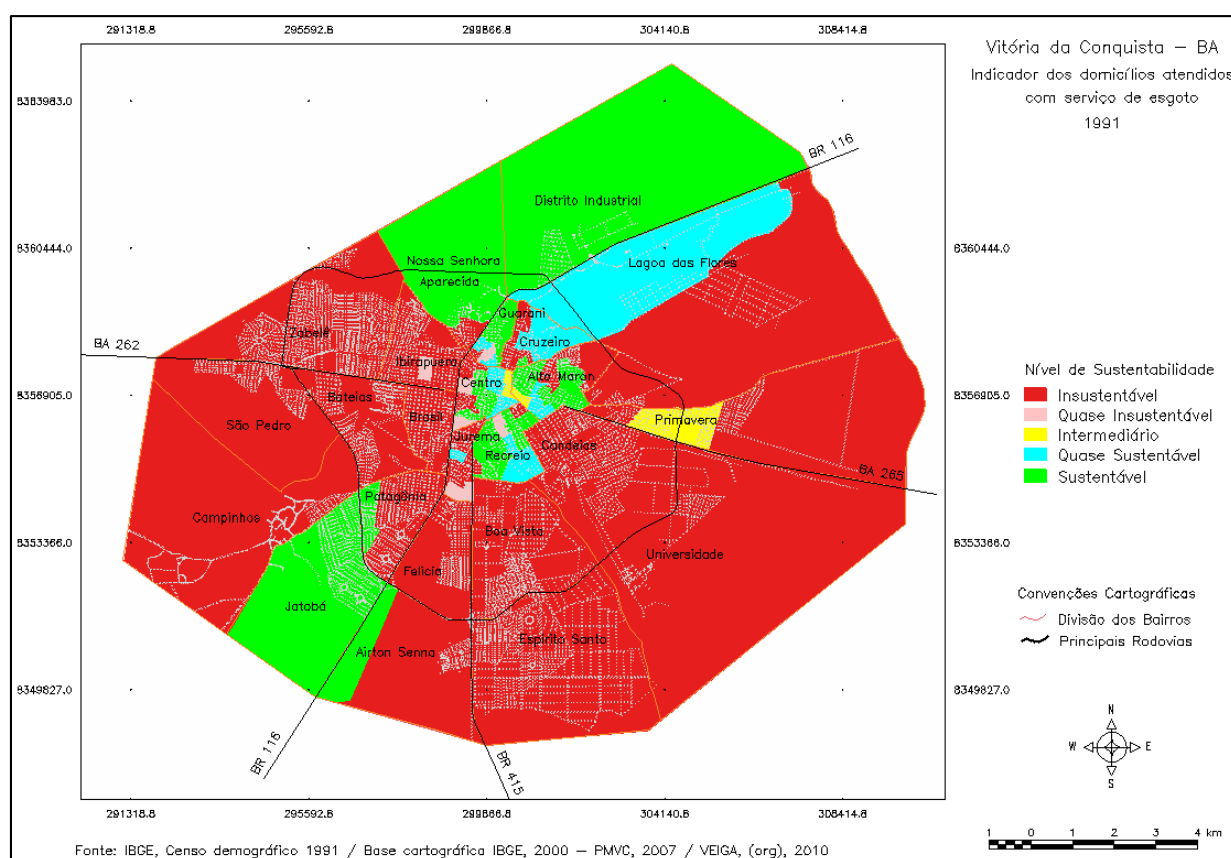 291318.8 295592.8 299866.8 304140.8 308414.8
Vitória da Conquista – BA
Indicador dos domicílios atendidos
com serviço de esgoto
1991
8383983.0
BR 116
Distrito Industrial
8360444.0 8360444.0
Nossa Senhora
Aparecida
Lagoa das Flores
Guarani
Zabelê
Cruzeiro
BA 262
Ibirapuera
Centro
Alto Maron
Nível de Sustentabilidade
Insustentável
Quase Insustentável
Intermediário
Quase Sustentável
Sustentável
8356905.0 8356905.0
Batelas
Brasil
São Pedro
Primavera
Jurema
Candeias
Recreio
BA 265
Patagônia
Campinhos
Boa Vista
8353366.0 8353366.0
Universidade
Felícia
Jatobá
Convenções Cartográficas
Divisão dos Bairros
Principais Rodovias
Espírito Santo
Airton Senna
8349827.0 8349827.0
N
W E
S
BR 116
BR 415
291318.8 295592.8 299866.8 304140.8 308414.8
1 0 1 2 3 4 km
Fonte: IBGE, Censo demográfico 1991 / Base cartográfica IBGE, 2000 – PMVC, 2007 / VEIGA, (org), 2010